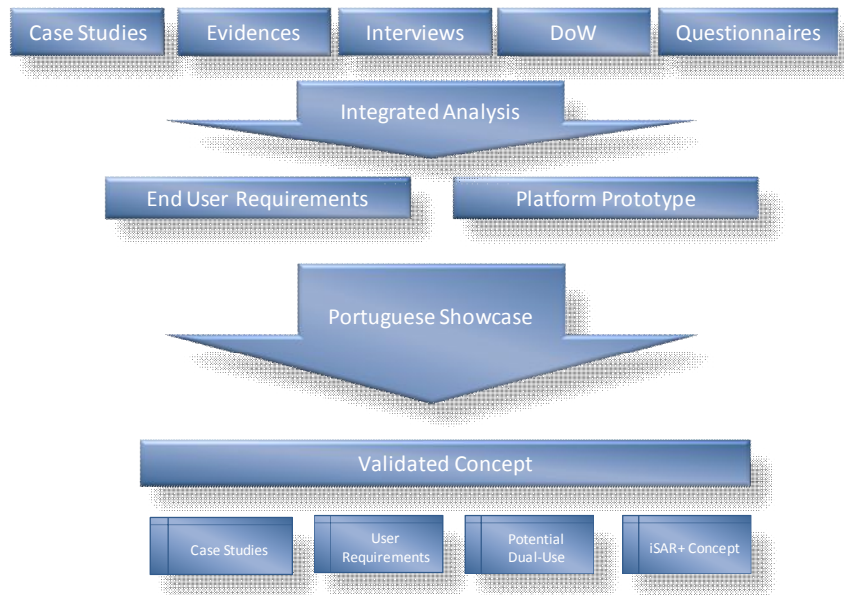 Case Studies
Evidences
Interviews
DoW
Questionnaires
Integrated Analysis
End User Requirements
Platform Prototype
Portuguese Showcase
Validated Concept
Case Studies
User
Requirements
Potential
Dual-Use
iSAR+ Concept